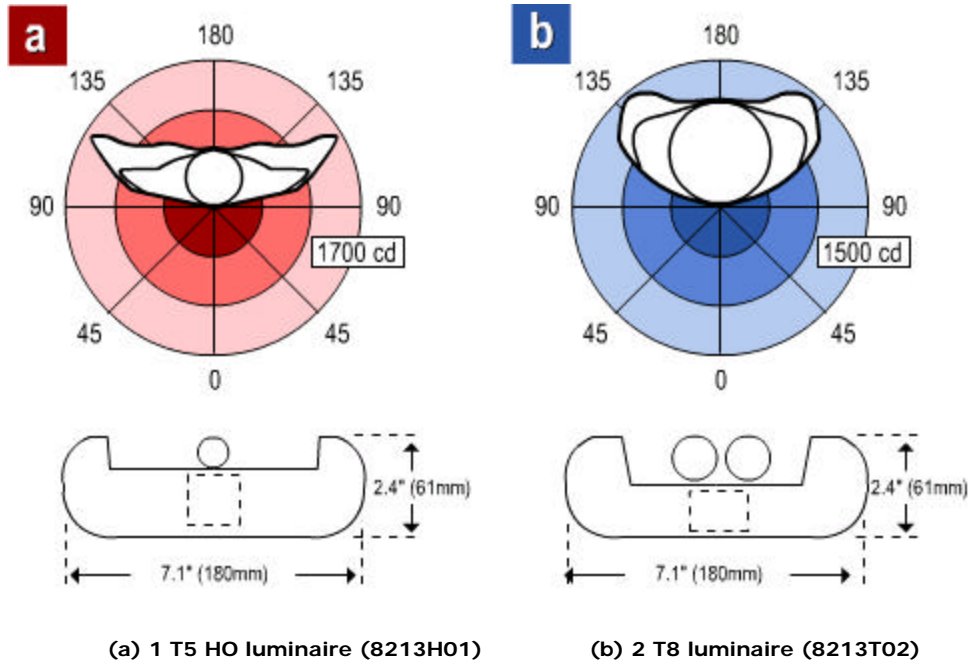 a
180
135
135
90
90
1700 cd
45
45
0
2.4" (61mm)
7.1" (180mm)
(a) 1 T5 HO luminaire (8213H01)
b
180
135
135
90
90
1500 cd
45
45
0
2.4" (61mm)
7.1" (180mm)
(b) 2 T8 luminaire (8213T02)